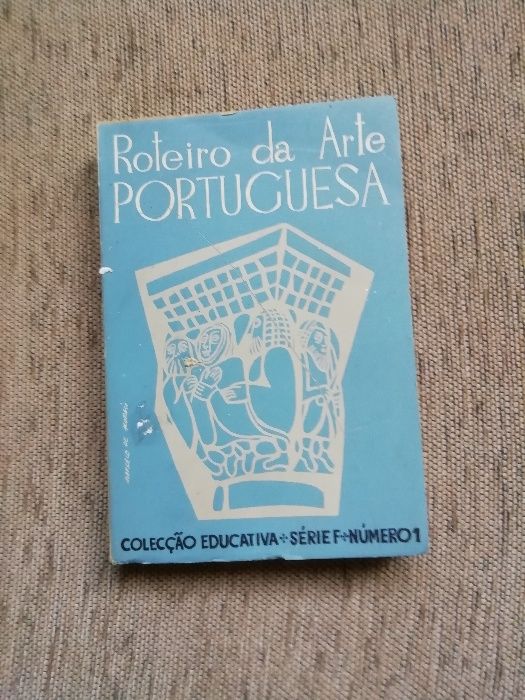 Roteiro da Arte
PORTUGUESA
COLECÇÃO EDUCATIVA÷SÉRIE F÷NÚMERO 1